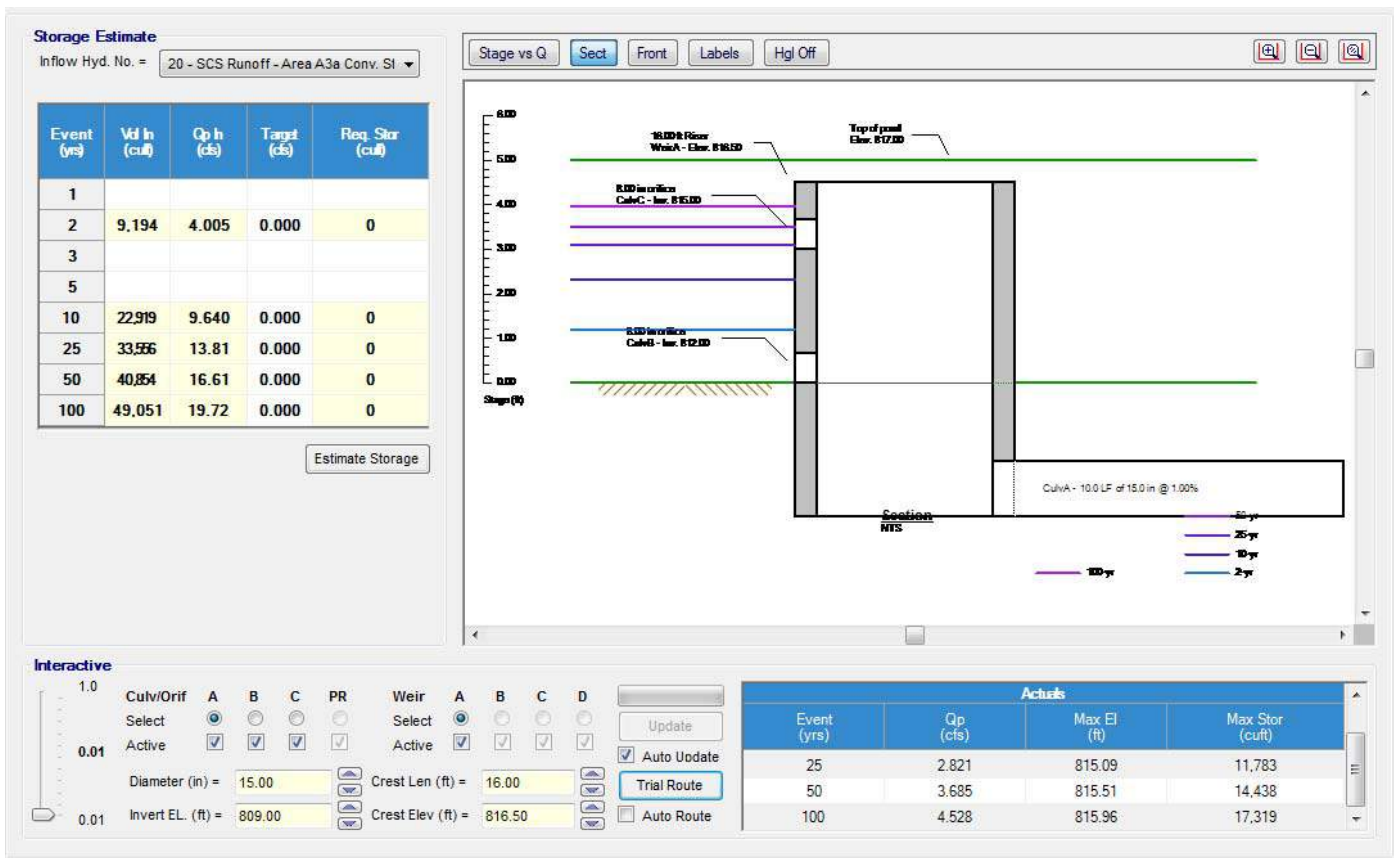 Storage Estimate
Inflow Hyd. No. = 20 - SCS Runoff - Area A3a Conv. St
Event (yrs) Vol In (cuft) Qp In (cfs) Target (cfs) Req. Stor (cuft)
1
2 9,194 4.005 0.000 0
3
5
10 22,919 9.640 0.000 0
25 33,556 13.81 0.000 0
50 40,854 16.61 0.000 0
100 49,051 19.72 0.000 0
Estimate Storage
Stage vs Q Sect Front Labels Hgl Off
6.00
5.00
4.00
3.00
2.00
1.00
0.00
Stage (ft)
16.00 ft Riser
WeirA - Elev. 816.50
Top of pond
Elev. 817.00
8.00 in orifice
CulvC - Inv. 815.00
8.00 in orifice
CulvB - Inv. 812.00
CulvA - 10.0 LF of 15.0 in @ 1.00%
Section
NTS
50-yr
25-yr
10-yr
100-yr 2-yr
Interactive
1.0
0.01
0.01
Culv/Orif A B C PR
Select
Active
Diameter (in) = 15.00
Invert EL. (ft) = 809.00
Weir A B C D
Select
Active
Crest Len (ft) = 16.00
Crest Elev (ft) = 816.50
Update
Auto Update
Trial Route
Auto Route
Actuals
Event (yrs) Qp (cfs) Max El (ft) Max Stor (cuft)
25 2.821 815.09 11,783
50 3.685 815.51 14,438
100 4.528 815.96 17,319